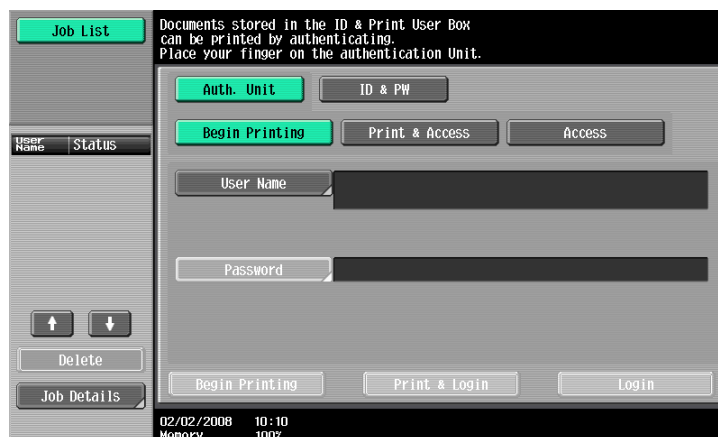 Job List
Documents stored in the ID & Print User Box
can be printed by authenticating.
Place your finger on the authentication Unit.
Auth. Unit
ID & PW
Begin Printing
Print & Access
Access
User Name
Status
User Name
Password
Delete
Job Details
Begin Printing
Print & Login
Login
02/02/2008 10:10
Memory 100%